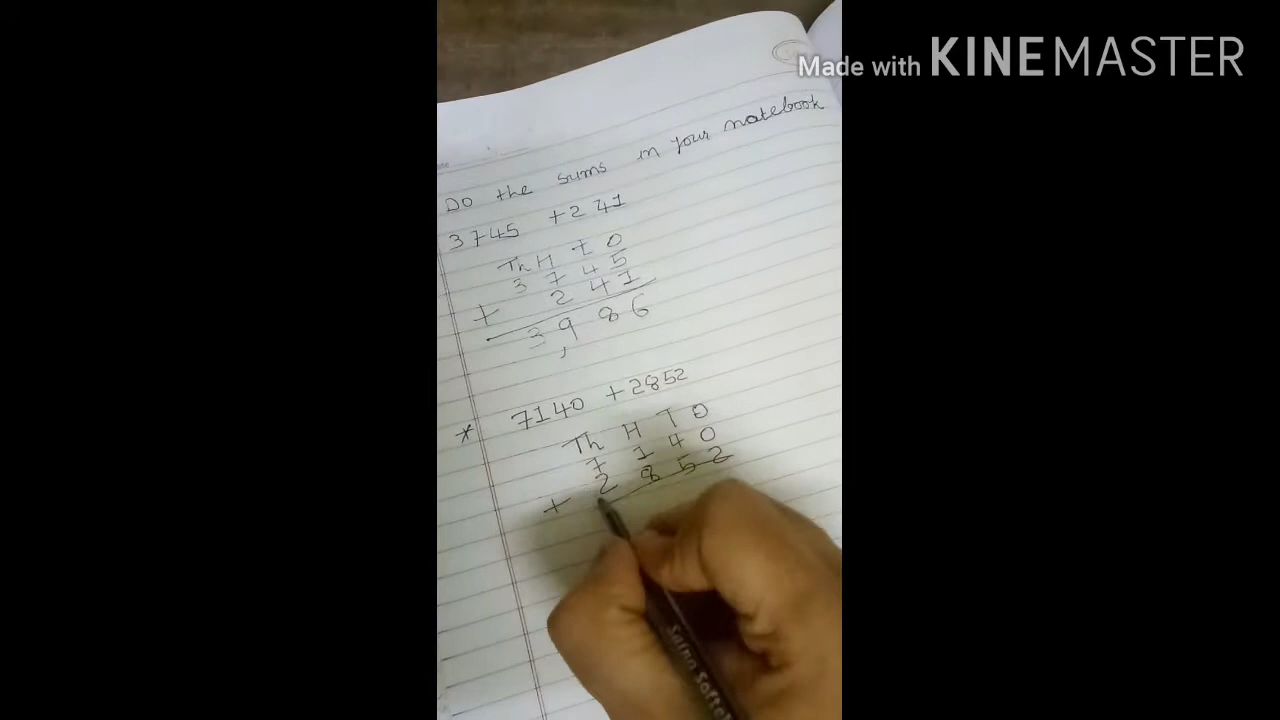 Made with KINEMASTER
Do the sums in your notebook
3745 + 241
Th H T O
3 7 4 5
+ 2 4 1
3 9 8 6
* 7140 + 2852
Th H T O
7 1 4 0
+ 2 8 5 2